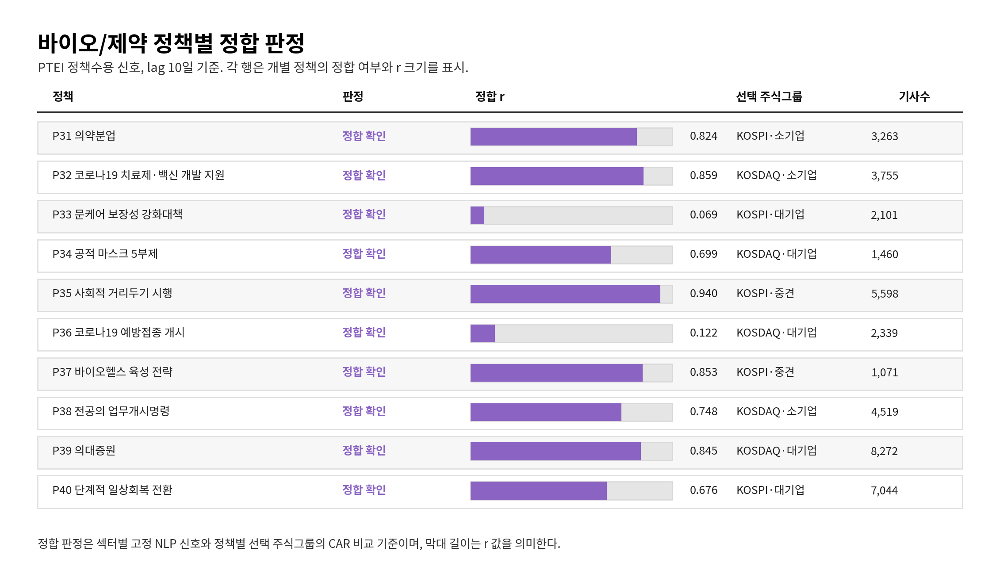 바이오/제약 정책별 정합 판정
PTEI 정책수용 신호, lag 10일 기준. 각 행은 개별 정책의 정합 여부와 r 크기를 표시.
정책 판정 정합 r 선택 주식그룹 기사수
P31 의약분업 정합 확인 0.824 KOSPI·소기업 3,263
P32 코로나19 치료제·백신 개발 지원 정합 확인 0.859 KOSDAQ·소기업 3,755
P33 문케어 보장성 강화대책 정합 확인 0.069 KOSPI·대기업 2,101
P34 공적 마스크 5부제 정합 확인 0.699 KOSDAQ·대기업 1,460
P35 사회적 거리두기 시행 정합 확인 0.940 KOSPI·중견 5,598
P36 코로나19 예방접종 개시 정합 확인 0.122 KOSDAQ·대기업 2,339
P37 바이오헬스 육성 전략 정합 확인 0.853 KOSPI·중견 1,071
P38 전공의 업무개시명령 정합 확인 0.748 KOSDAQ·소기업 4,519
P39 의대증원 정합 확인 0.845 KOSDAQ·대기업 8,272
P40 단계적 일상회복 전환 정합 확인 0.676 KOSPI·대기업 7,044
정합 판정은 섹터별 고정 NLP 신호와 정책별 선택 주식그룹의 CAR 비교 기준이며, 막대 길이는 r 값을 의미한다.